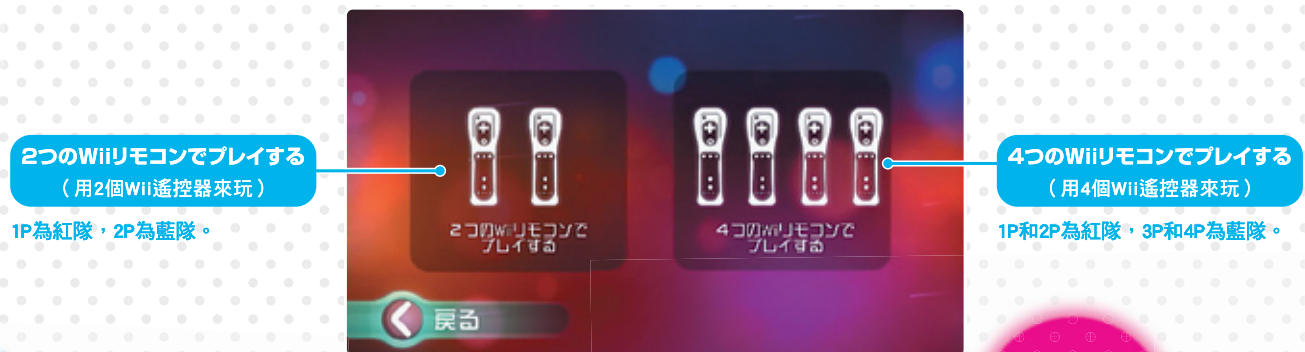 2つのWiiリモコンでプレイする
（用2個Wii遙控器來玩）
1P為紅隊，2P為藍隊。
2つのWiiリモコンで
プレイする
4つのWiiリモコンで
プレイする
戻る
4つのWiiリモコンでプレイする
（用4個Wii遙控器來玩）
1P和2P為紅隊，3P和4P為藍隊。